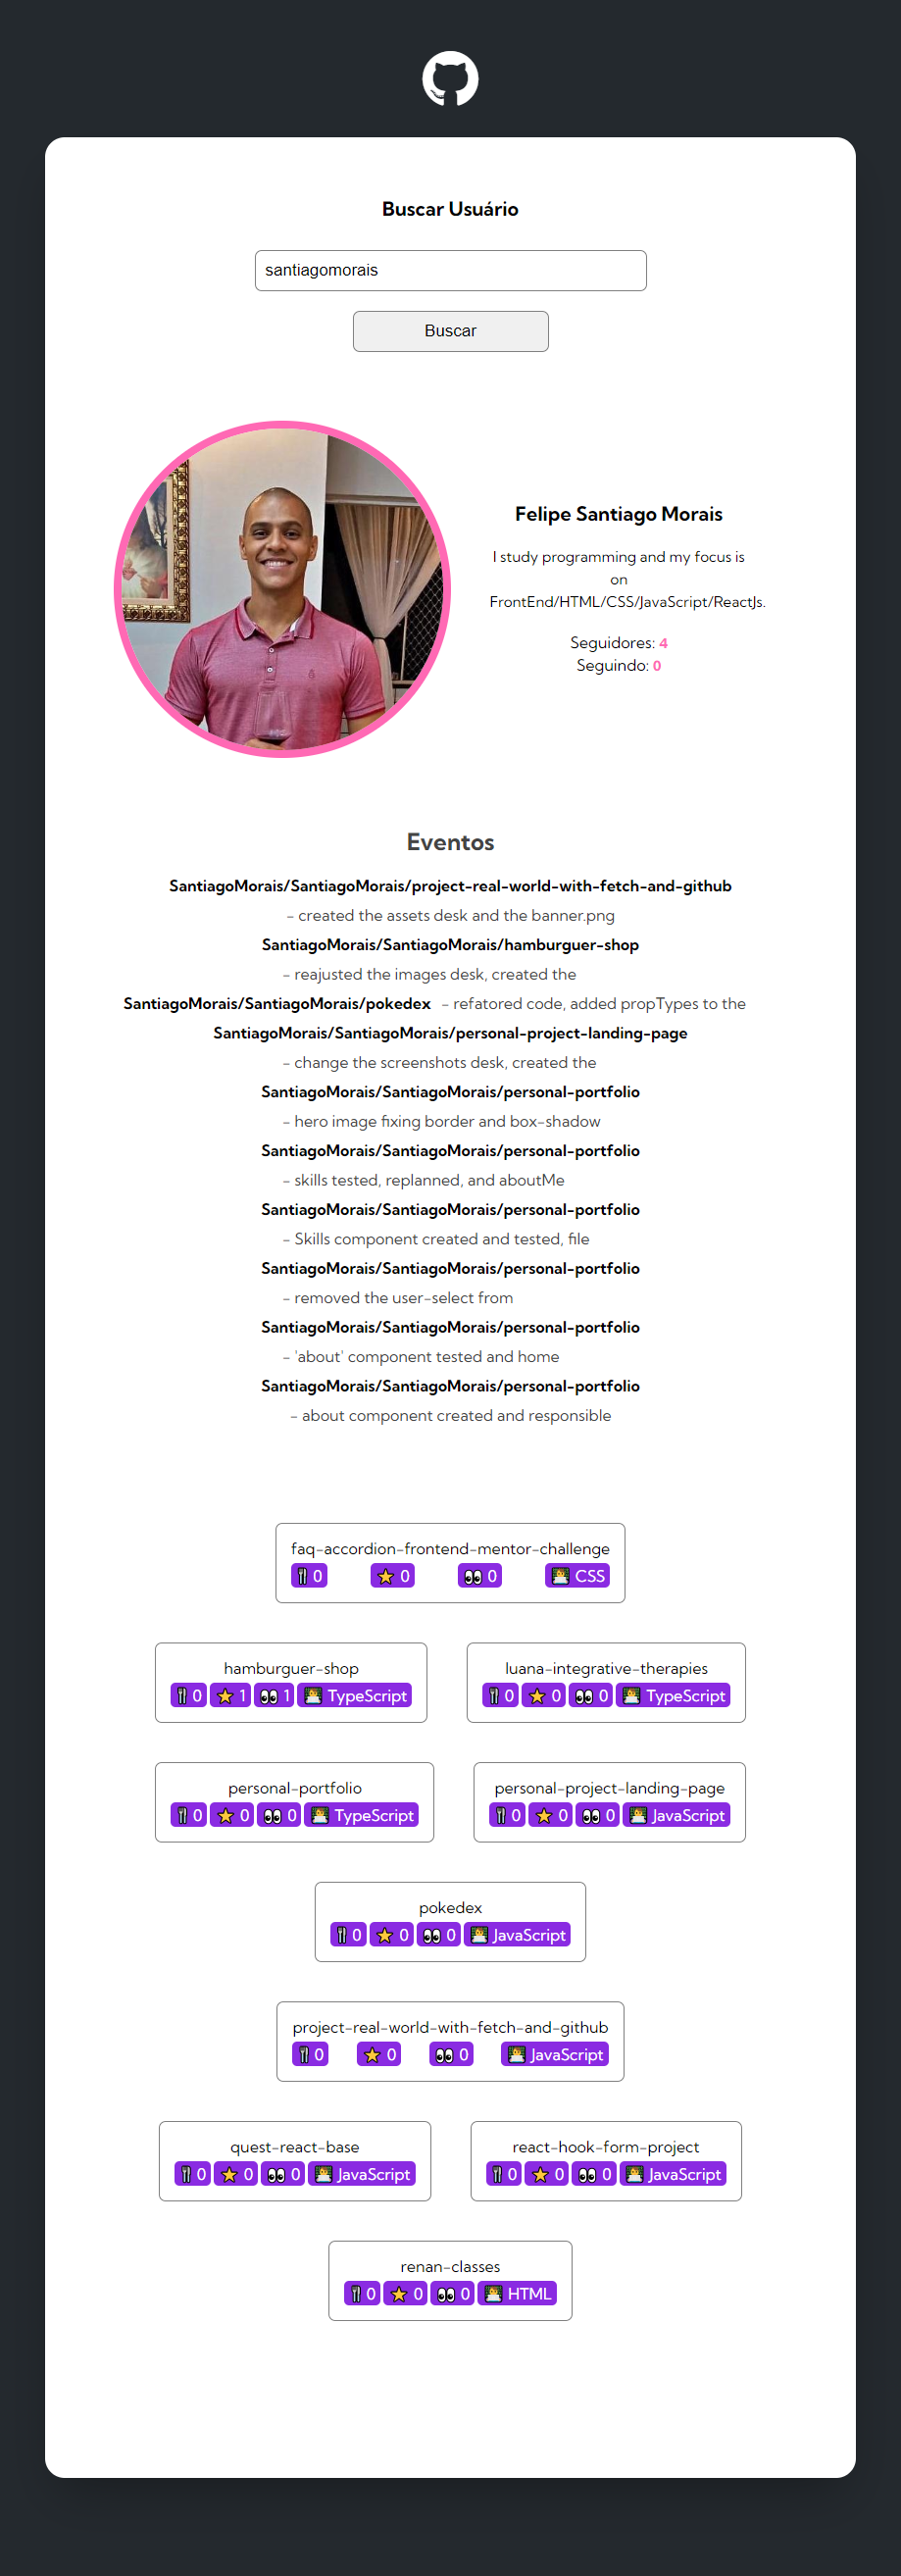 Buscar Usuário
santiagomorais
Buscar
Felipe Santiago Morais
I study programming and my focus is
on
FrontEnd/HTML/CSS/JavaScript/ReactJs.
Seguidores: 4
Seguindo: 0
Eventos
SantiagoMorais/SantiagoMorais/project-real-world-with-fetch-and-github
- created the assets desk and the banner.png
SantiagoMorais/SantiagoMorais/hamburguer-shop
- reajusted the images desk, created the
SantiagoMorais/SantiagoMorais/pokedex - refatored code, added propTypes to the
SantiagoMorais/SantiagoMorais/personal-project-landing-page
- change the screenshots desk, created the
SantiagoMorais/SantiagoMorais/personal-portfolio
- hero image fixing border and box-shadow
SantiagoMorais/SantiagoMorais/personal-portfolio
- skills tested, replanned, and aboutMe
SantiagoMorais/SantiagoMorais/personal-portfolio
- Skills component created and tested, file
SantiagoMorais/SantiagoMorais/personal-portfolio
- removed the user-select from
SantiagoMorais/SantiagoMorais/personal-portfolio
- 'about' component tested and home
SantiagoMorais/SantiagoMorais/personal-portfolio
- about component created and responsible
faq-accordion-frontend-mentor-challenge
🍴 0 ⭐ 0 👀 0 👨‍💻 CSS
hamburguer-shop
🍴 0 ⭐ 1 👀 1 👨‍💻 TypeScript
luana-integrative-therapies
🍴 0 ⭐ 0 👀 0 👨‍💻 TypeScript
personal-portfolio
🍴 0 ⭐ 0 👀 0 👨‍💻 TypeScript
personal-project-landing-page
🍴 0 ⭐ 0 👀 0 👨‍💻 JavaScript
pokedex
🍴 0 ⭐ 0 👀 0 👨‍💻 JavaScript
project-real-world-with-fetch-and-github
🍴 0 ⭐ 0 👀 0 👨‍💻 JavaScript
quest-react-base
🍴 0 ⭐ 0 👀 0 👨‍💻 JavaScript
react-hook-form-project
🍴 0 ⭐ 0 👀 0 👨‍💻 JavaScript
renan-classes
🍴 0 ⭐ 0 👀 0 👨‍💻 HTML